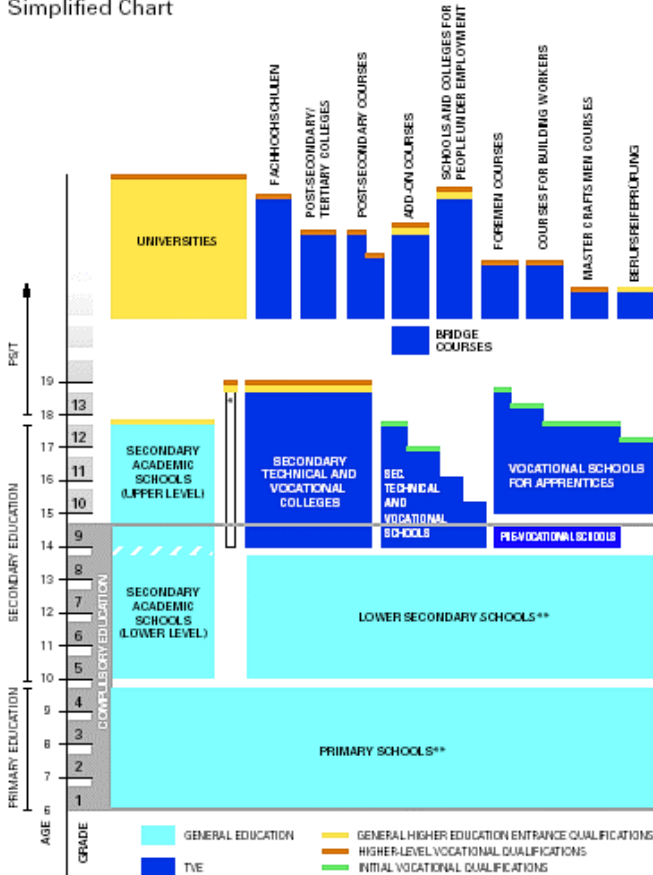 Simplified Chart
FACHHOCHSCHULEN
POST-SECONDARY/
TERTIARY COLLEGES
POST-SECONDARY COURSES
ADD-ON COURSES
SCHOOLS AND COLLEGES FOR
PEOPLE UNDER EMPLOYMENT
FOREMEN COURSES
COURSES FOR BUILDING WORKERS
MASTER CRAFTSMEN COURSES
BERUFSREIFEPRÜFUNG
UNIVERSITIES
BRIDGE
COURSES
PS/T
19
13
18
12
17
11
16
10
15
9
14
8
13
7
12
6
11
5
10
4
9
3
8
2
7
1
6
SECONDARY EDUCATION
PRIMARY EDUCATION
COMPULSORY EDUCATION
AGE
GRADE
SECONDARY
ACADEMIC
SCHOOLS
(UPPER LEVEL)
*
SECONDARY
TECHNICAL AND
VOCATIONAL
COLLEGES
SEC.
TECHNICAL
AND
VOCATIONAL
SCHOOLS
VOCATIONAL SCHOOLS
FOR APPRENTICES
PRE-VOCATIONAL SCHOOLS
SECONDARY
ACADEMIC
SCHOOLS
(LOWER LEVEL)
LOWER SECONDARY SCHOOLS**
PRIMARY SCHOOLS**
GENERAL EDUCATION
TVE
GENERAL HIGHER EDUCATION ENTRANCE QUALIFICATIONS
HIGHER-LEVEL VOCATIONAL QUALIFICATIONS
INITIAL VOCATIONAL QUALIFICATIONS